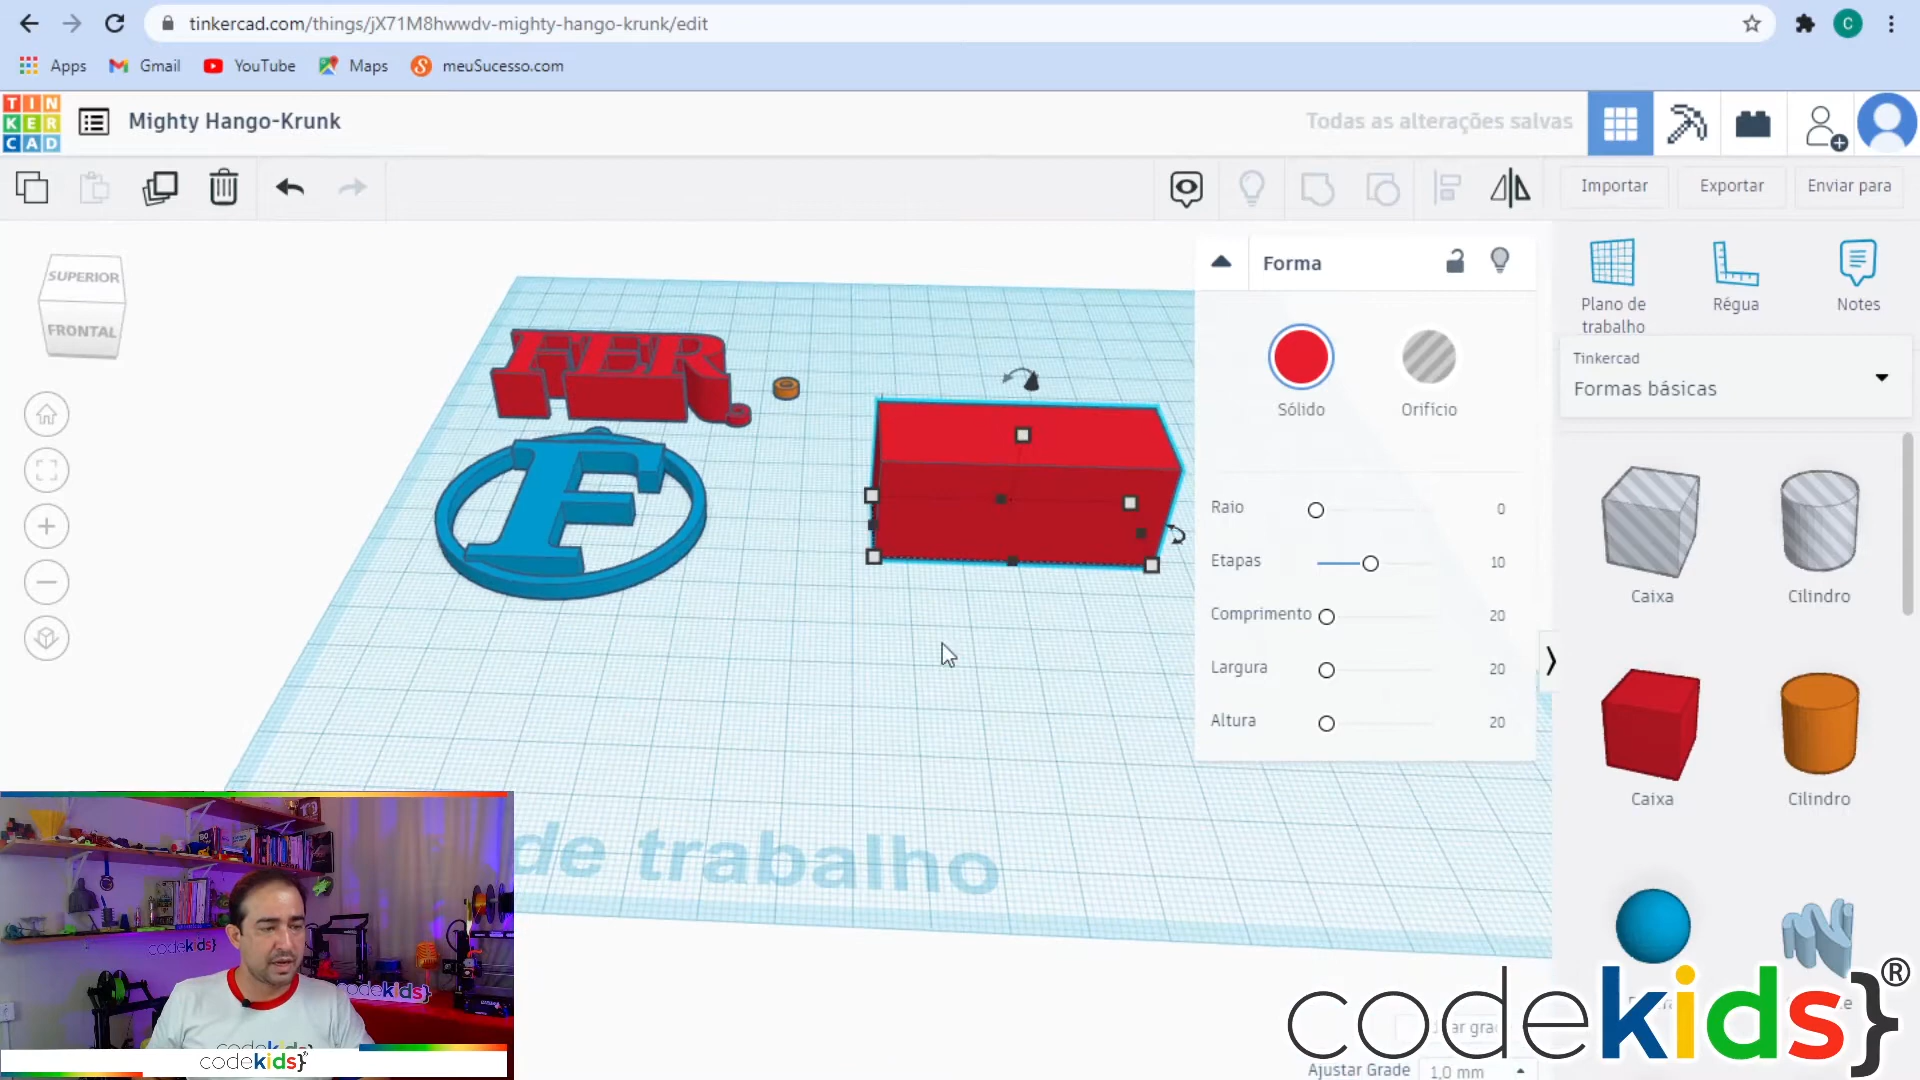 tinkercad.com/things/jX71M8hwwdv-mighty-hango-krunk/edit
C
Apps
Gmail
YouTube
Maps
meuSucesso.com
TIN
KER
CAD
Mighty Hango-Krunk
Todas as alterações salvas
Importar
Exportar
Enviar para
SUPERIOR
FRONTAL
FER
F
Forma
Sólido
Orifício
Raio
0
Etapas
10
Comprimento
20
Largura
20
Altura
20
Plano de
trabalho
Régua
Notes
Tinkercad
Formas básicas
Caixa
Cilindro
Caixa
Cilindro
de trabalho
codekids}
codekids}
codekids}
codekids}®
Ajustar Grade
1,0 mm